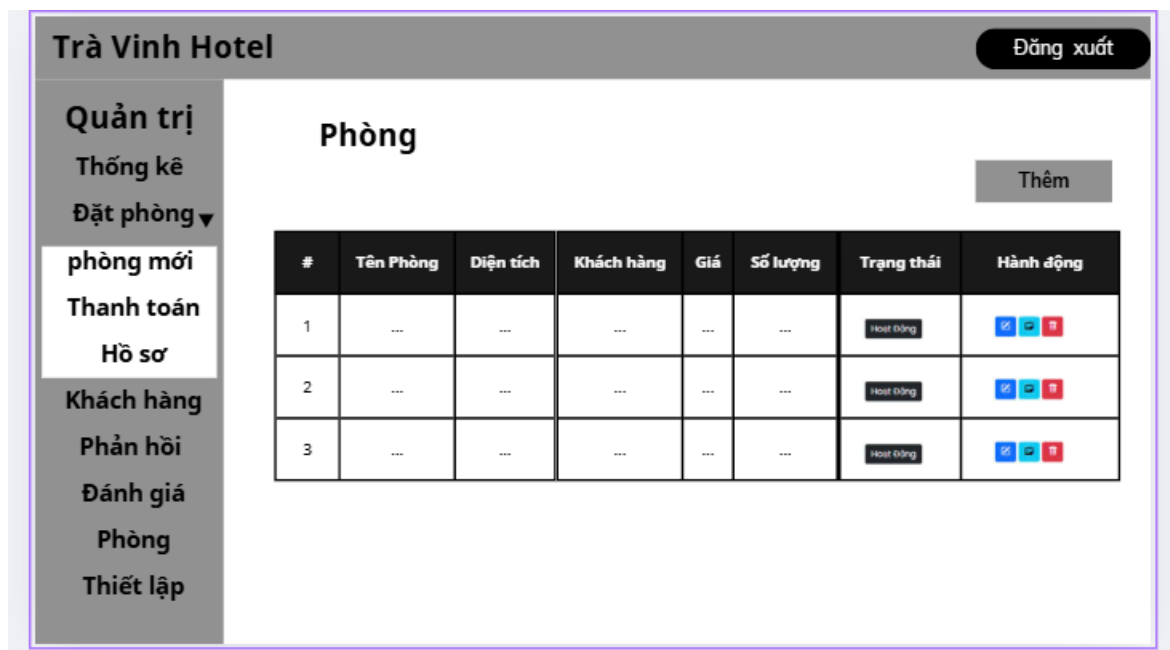 Trà Vinh Hotel
Đăng xuất
Quản trị
Thống kê
Đặt phòng
phòng mới
Thanh toán
Hồ sơ
Khách hàng
Phản hồi
Đánh giá
Phòng
Thiết lập
Phòng
Thêm
# Tên Phòng Diện tích Khách hàng Giá Số lượng Trạng thái Hành động
1 ... ... ... ... ... Hoạt Động
2 ... ... ... ... ... Hoạt Động
3 ... ... ... ... ... Hoạt Động